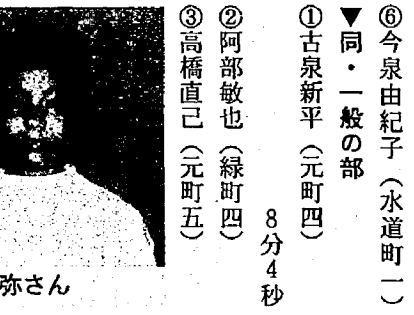 ⑥今泉由紀子（水道町一）
▼同・一般の部
①古泉新平（元町四）
8分4秒
②阿部敏也（緑町四）
③高橋直己（元町五）
弥さん